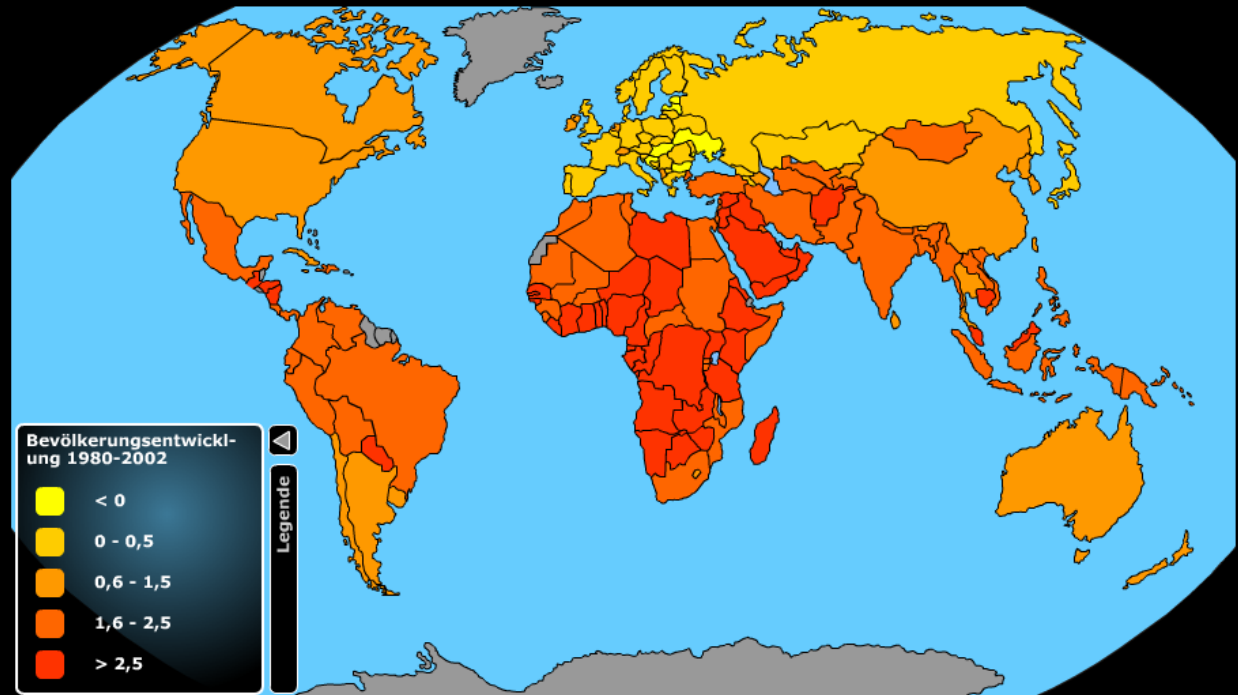 Bevölkerungsentwickl-
ung 1980-2002
< 0
0 - 0,5
0,6 - 1,5
1,6 - 2,5
> 2,5
Legende